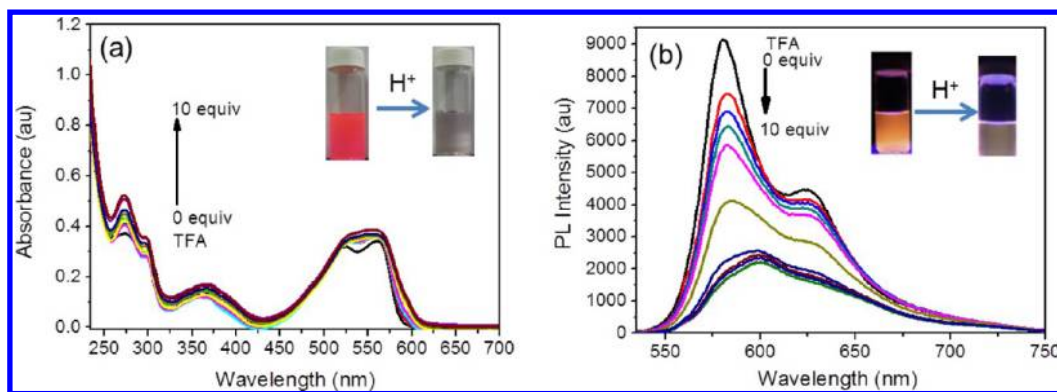 (a)
1.2
1.0
0.8
0.6
0.4
0.2
0.0
Absorbance (au)
10 equiv
0 equiv
TFA
H+
235 300 350 400 450 500 550 600 650 700
Wavelength (nm)
(b)
9000
8000
7000
6000
5000
4000
3000
2000
1000
0
PL Intensity (au)
TFA
0 equiv
10 equiv
H+
550 600 650 700 750
Wavelength (nm)